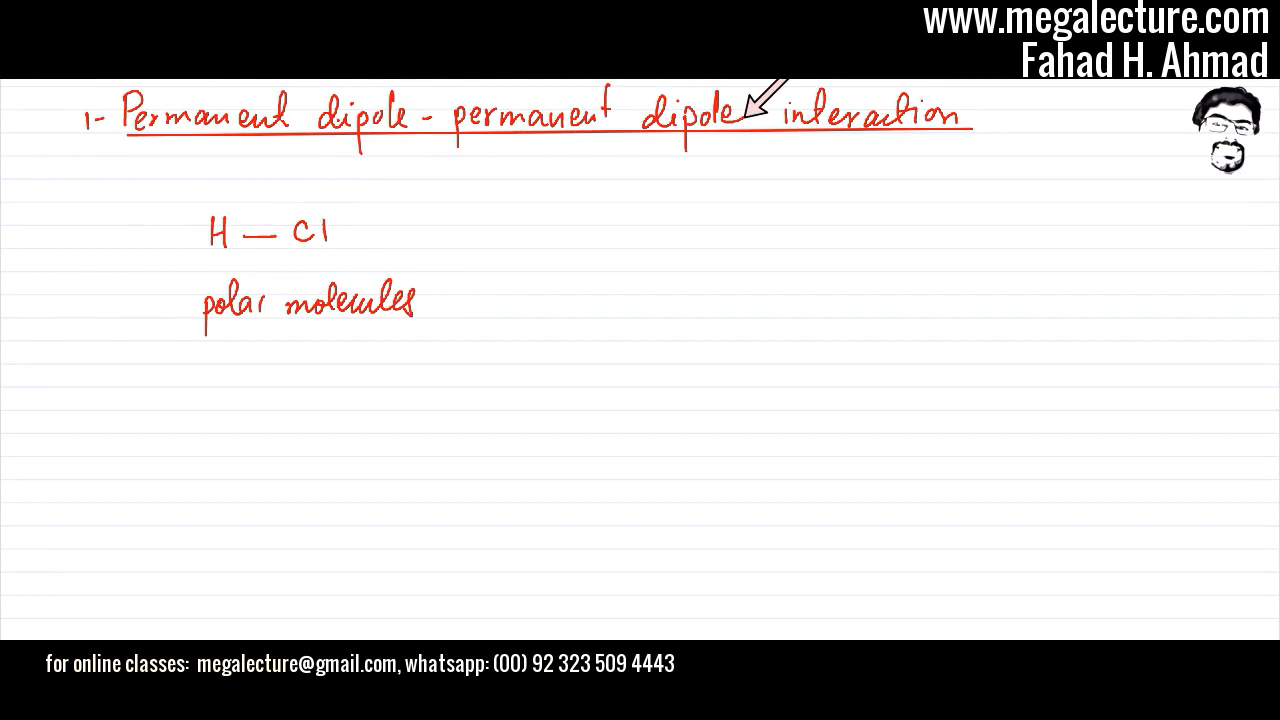 www.megalecture.com
Fahad H. Ahmad
1- Permanent dipole - permanent dipole interaction
H — Cl
polar molecules
for online classes: megalecture@gmail.com, whatsapp: (00) 92 323 509 4443